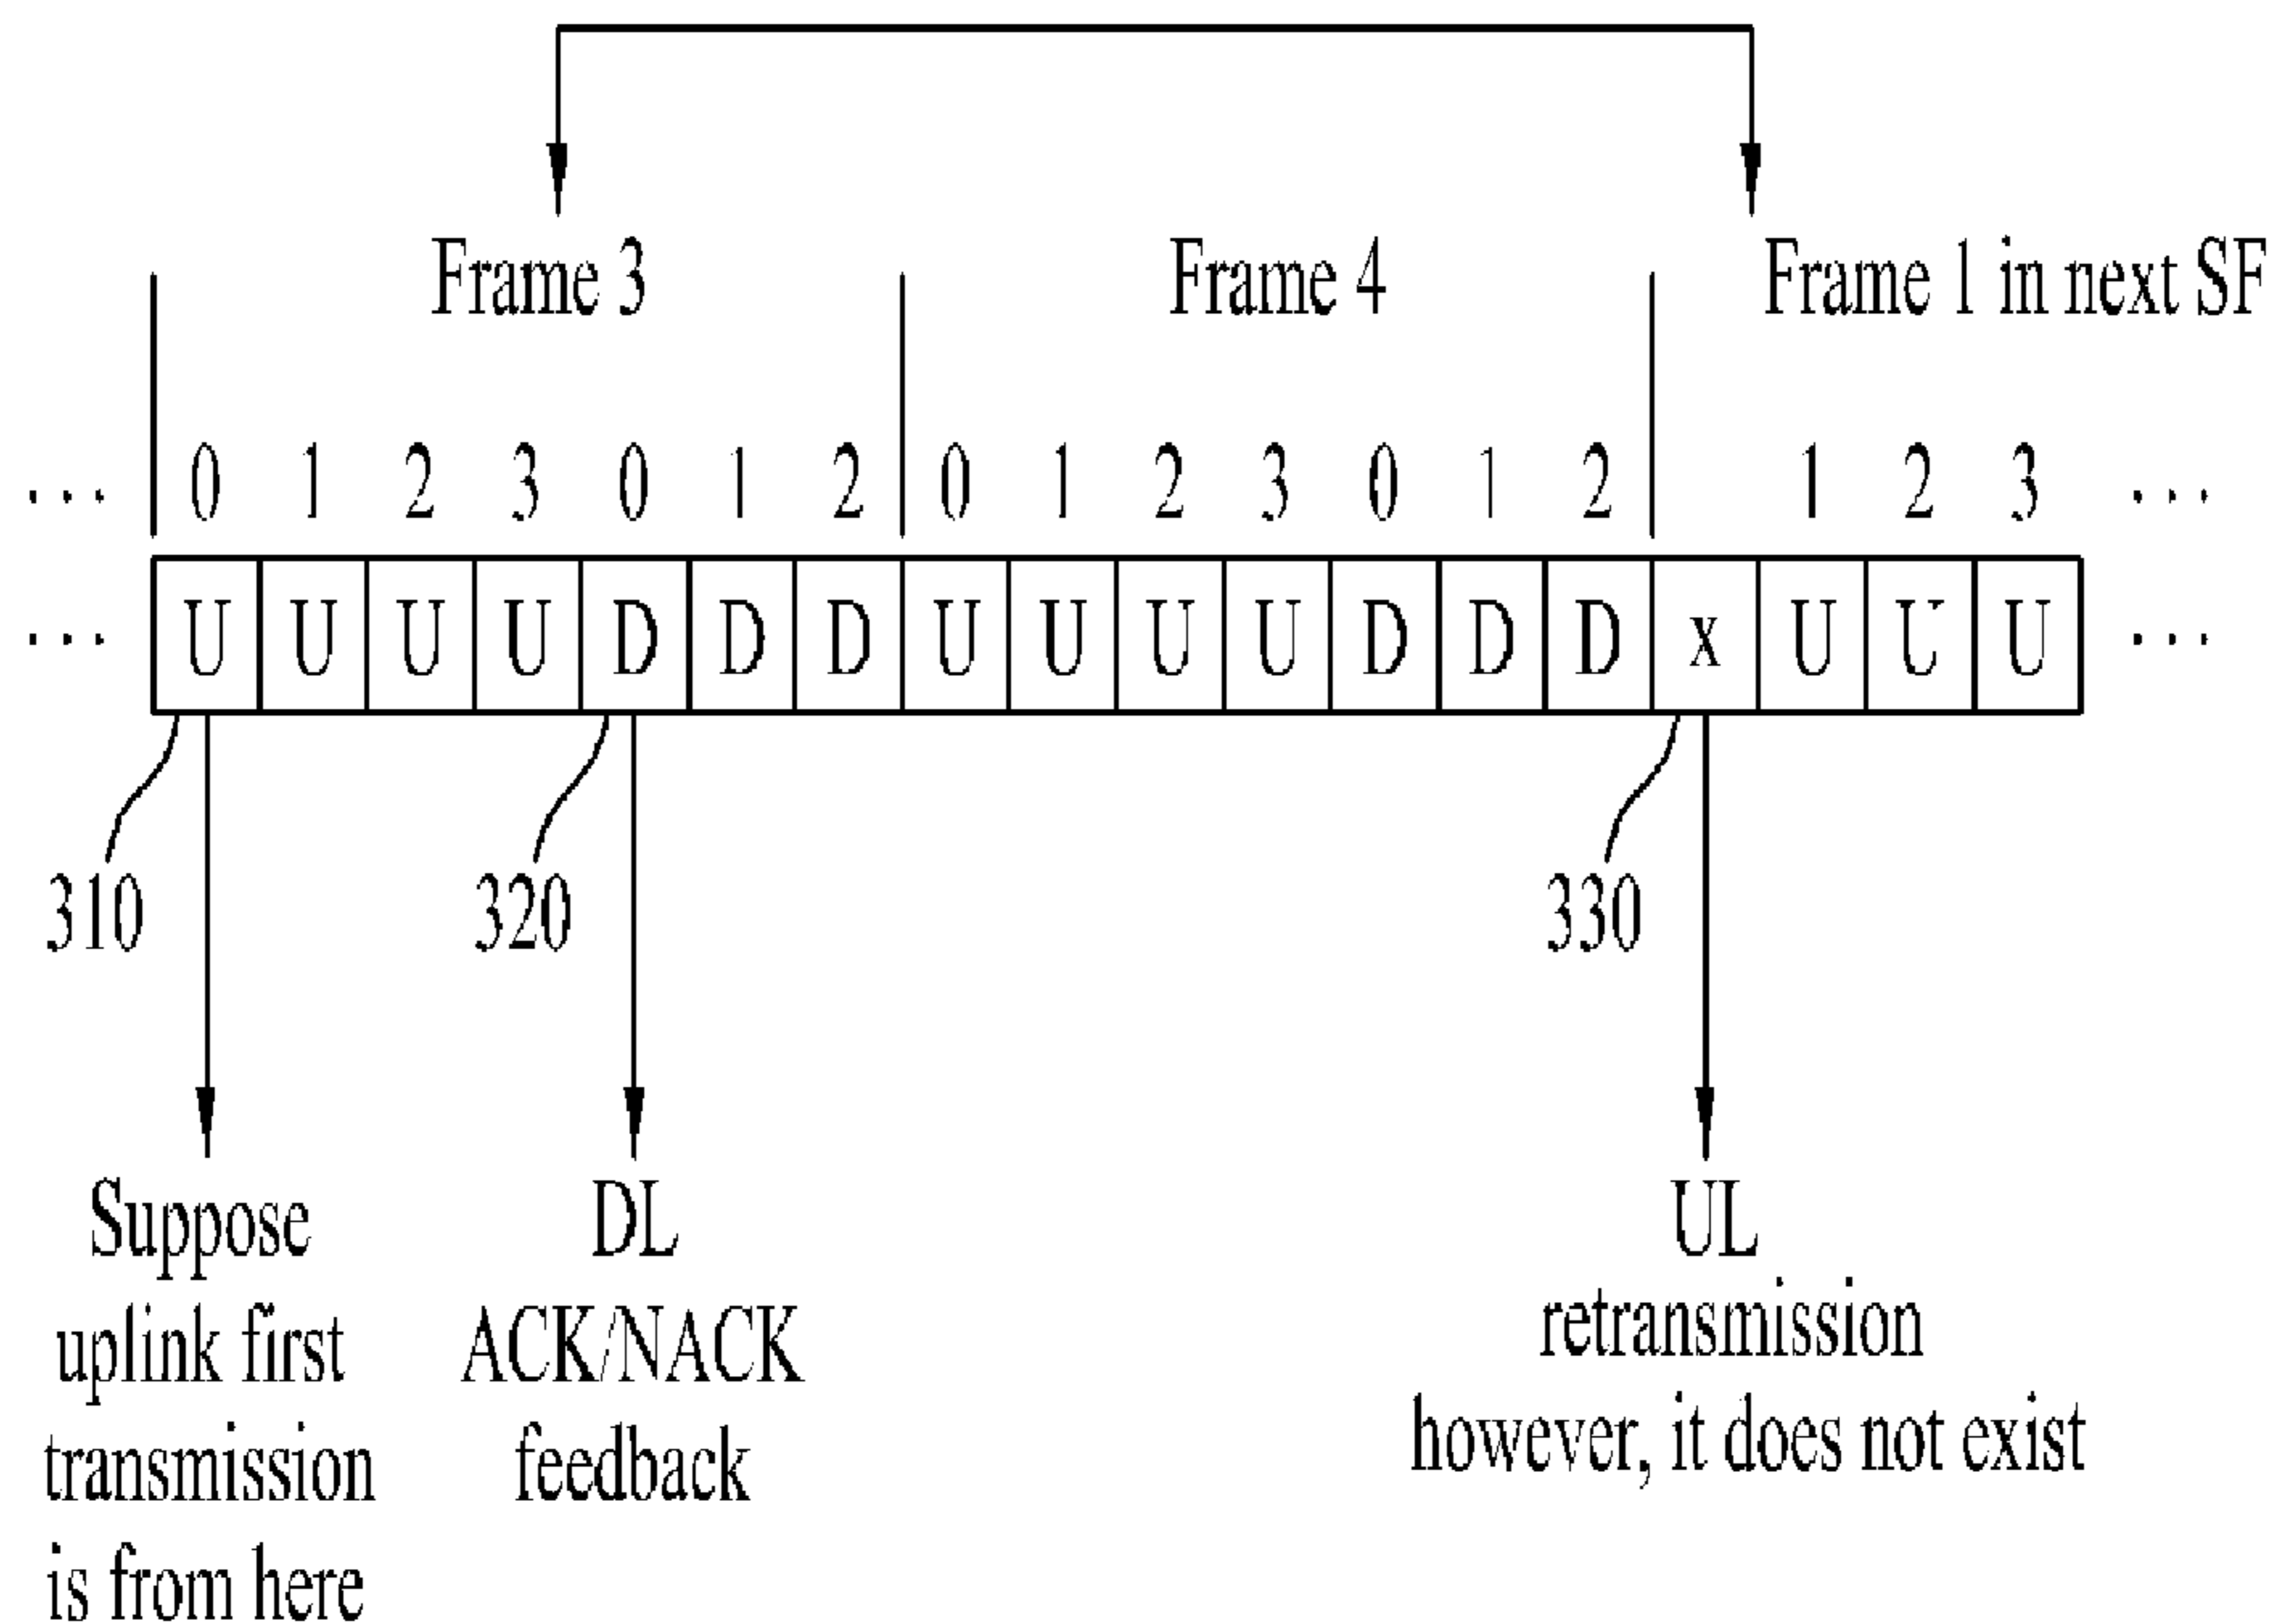 Frame 3 Frame 4 Frame 1 in next SF
... 0 1 2 3 0 1 2 0 1 2 3 0 1 2 1 2 3 ...
... U U U U D D D U U U U D D D x U U U ...
310 320 330
Suppose
uplink first
transmission
is from here
DL
ACK/NACK
feedback
UL
retransmission
however, it does not exist